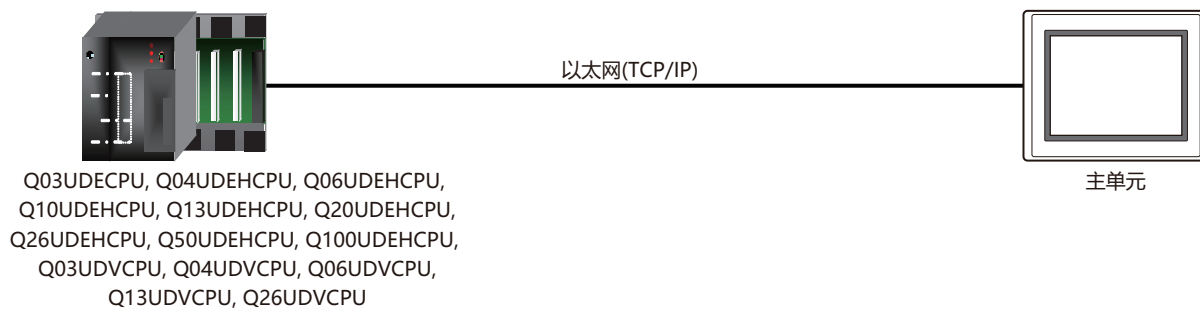 以太网(TCP/IP)
Q03UDECPU, Q04UDEHCPU, Q06UDEHCPU,
Q10UDEHCPU, Q13UDEHCPU, Q20UDEHCPU,
Q26UDEHCPU, Q50UDEHCPU, Q100UDEHCPU,
Q03UDVCPU, Q04UDVCPU, Q06UDVCPU,
Q13UDVCPU, Q26UDVCPU
主单元